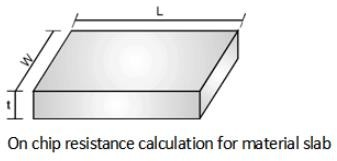 L
W
t
On chip resistance calculation for material slab